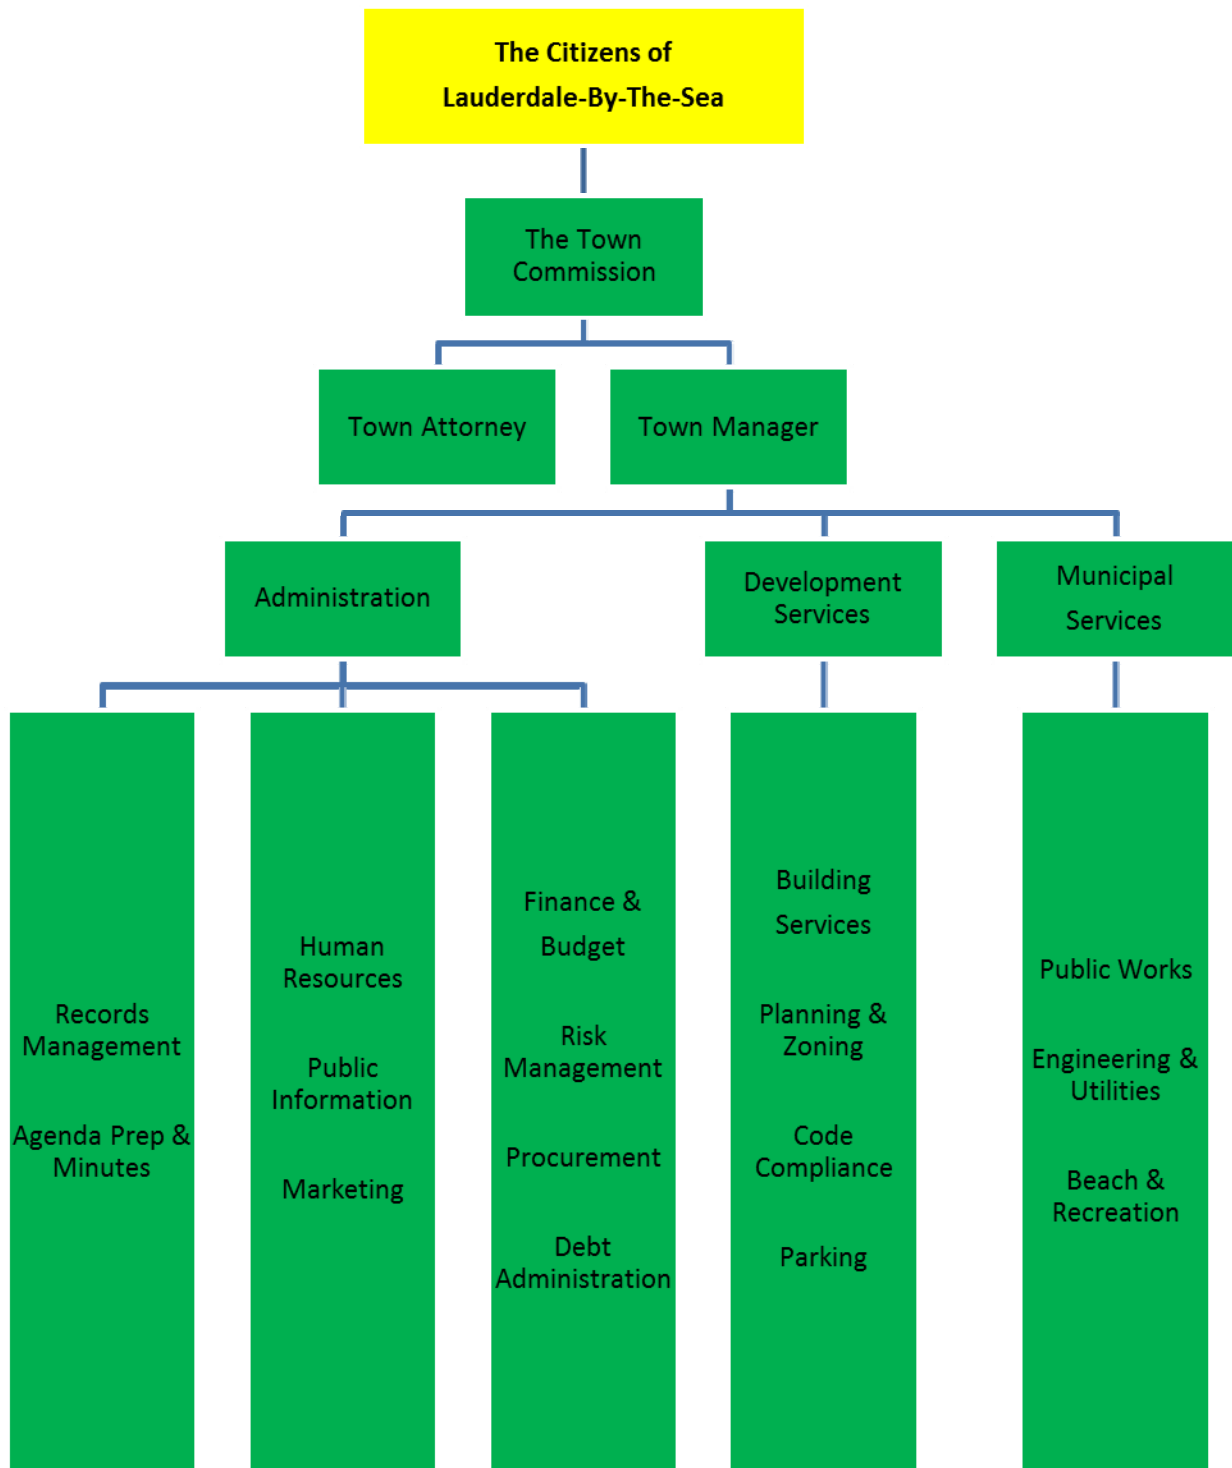 The Citizens of
Lauderdale-By-The-Sea
The Town
Commission
Town Attorney
Town Manager
Administration
Development
Services
Municipal
Services
Records
Management
Agenda Prep &
Minutes
Human
Resources
Public
Information
Marketing
Finance &
Budget
Risk
Management
Procurement
Debt
Administration
Building
Services
Planning &
Zoning
Code
Compliance
Parking
Public Works
Engineering &
Utilities
Beach &
Recreation